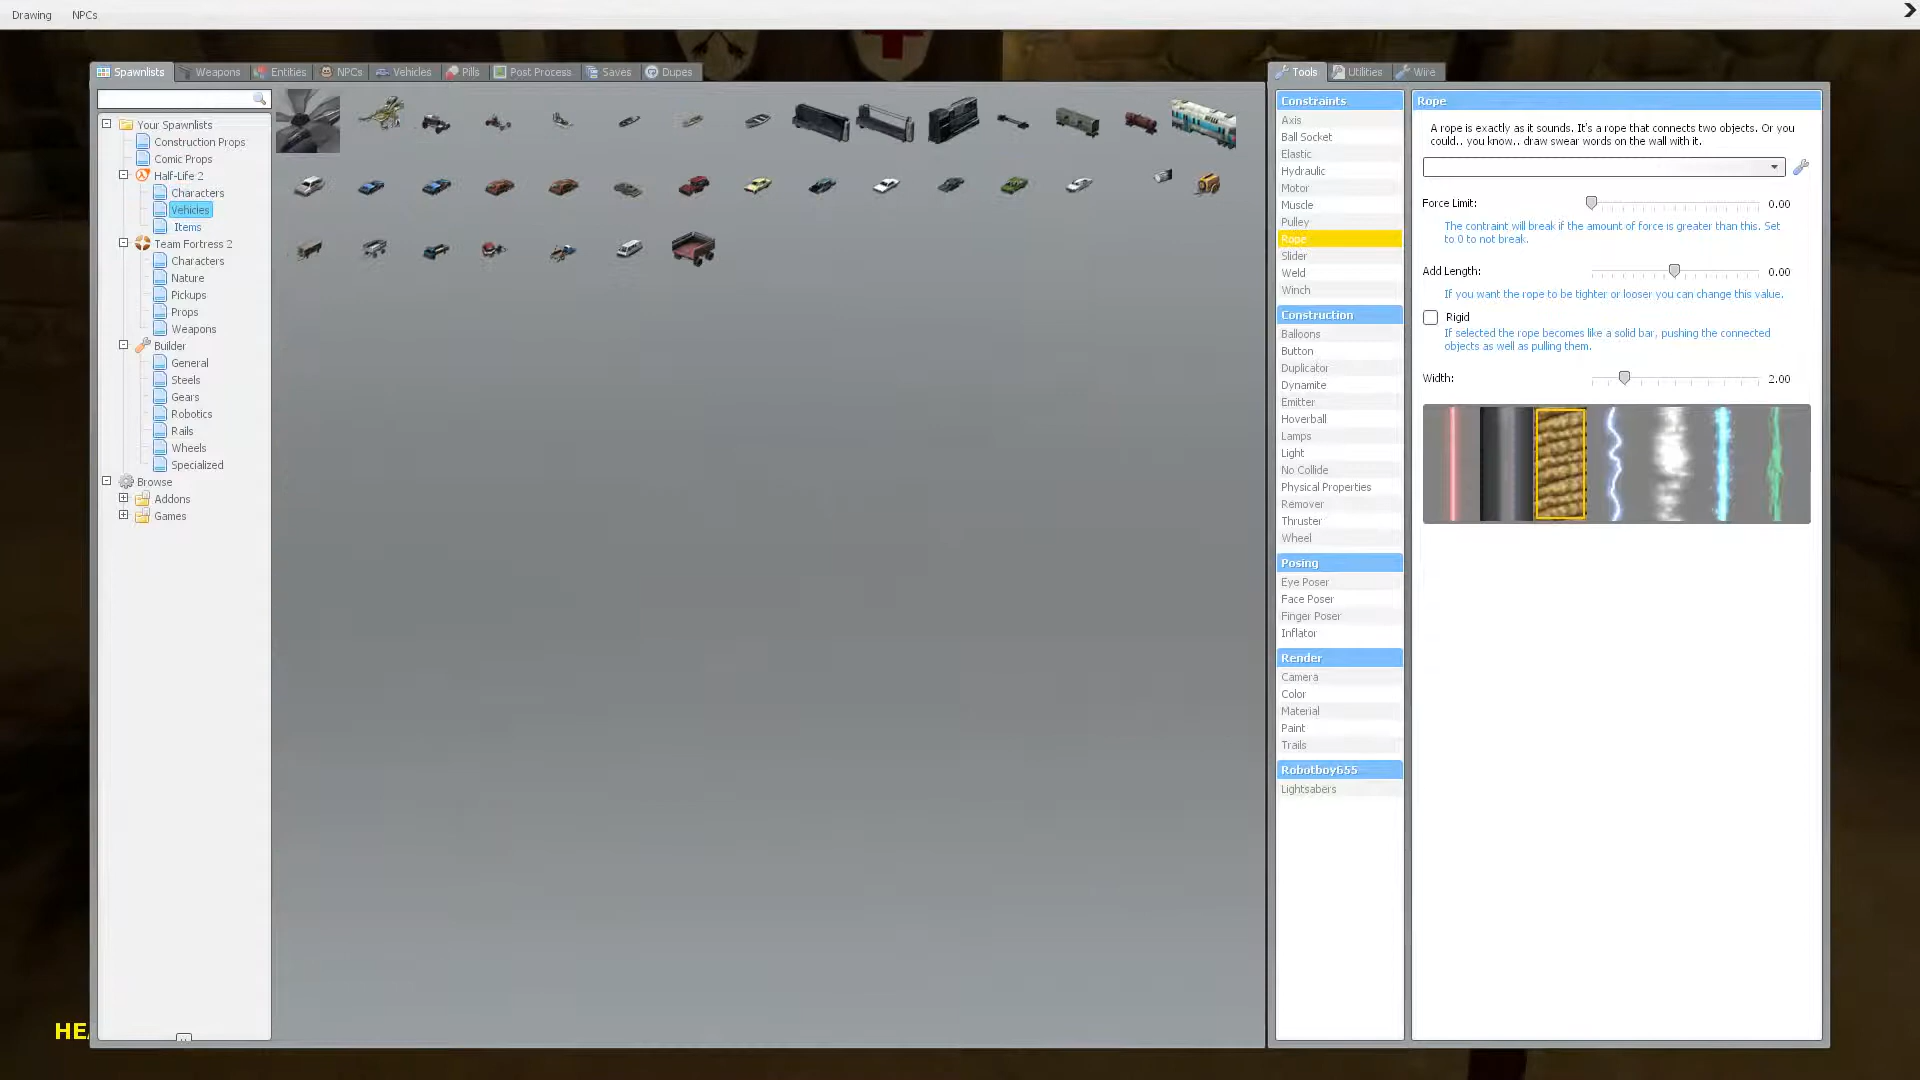 Drawing NPCs
Spawnlists Weapons Entities NPCs Vehicles Pills Post Process Saves Dupes
Your Spawnlists
Construction Props
Comic Props
Half-Life 2
Characters
Vehicles
Items
Team Fortress 2
Characters
Nature
Pickups
Props
Weapons
Builder
General
Steels
Gears
Robotics
Rails
Wheels
Specialized
Browse
Addons
Games
Tools Utilities Wire
Constraints
Axis
Ball Socket
Elastic
Hydraulic
Motor
Muscle
Pulley
Rope
Slider
Weld
Winch
Construction
Balloons
Button
Duplicator
Dynamite
Emitter
Hoverball
Lamps
Light
No Collide
Physical Properties
Remover
Thruster
Wheel
Posing
Eye Poser
Face Poser
Finger Poser
Inflator
Render
Camera
Color
Material
Paint
Trails
Robotboy655
Lightsabers
Rope
A rope is exactly as it sounds. It's a rope that connects two objects. Or you
could.. you know.. draw swear words on the wall with it.
Force Limit: 0.00
The contraint will break if the amount of force is greater than this. Set
to 0 to not break.
Add Length: 0.00
If you want the rope to be tighter or looser you can change this value.
Rigid
If selected the rope becomes like a solid bar, pushing the connected
objects as well as pulling them.
Width: 2.00